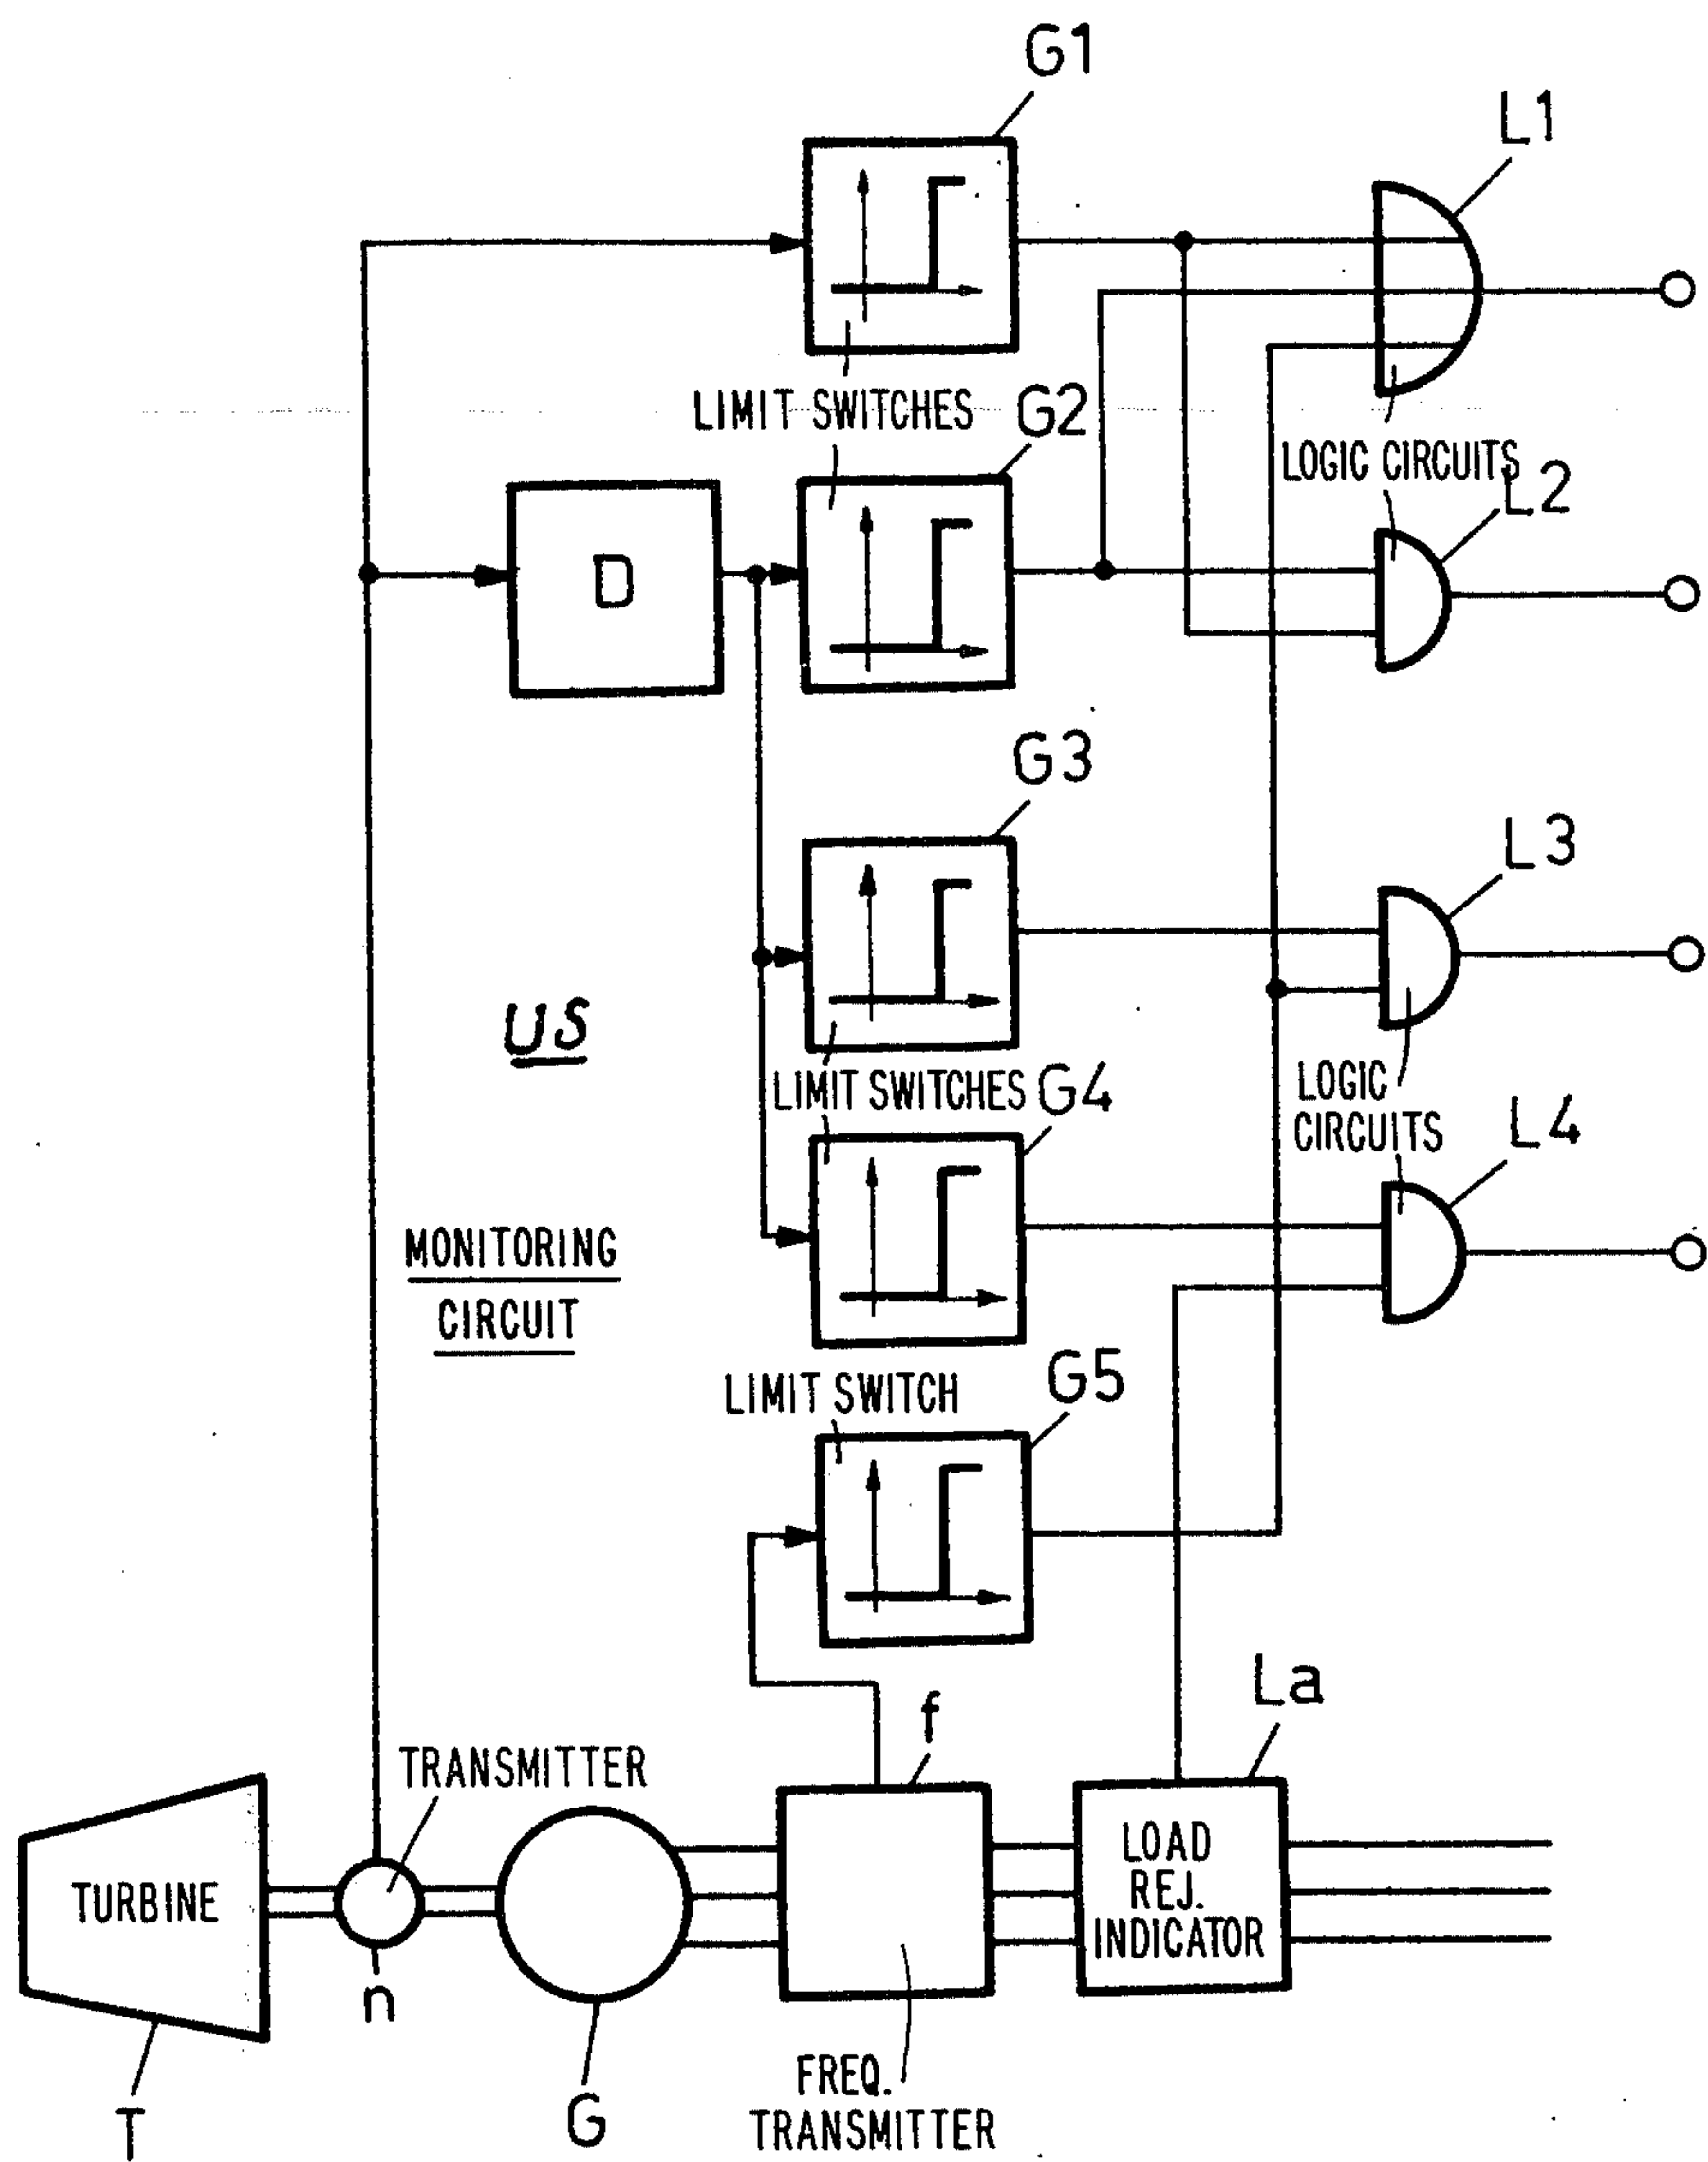 G1
L1
LIMIT SWITCHES
G2
LOGIC CIRCUITS
L2
D
G3
L3
US
LIMIT SWITCHES
G4
LOGIC
CIRCUITS
L4
MONITORING
CIRCUIT
LIMIT SWITCH
G5
La
f
TRANSMITTER
TURBINE
LOAD
REJ.
INDICATOR
n
T
G
FREQ.
TRANSMITTER